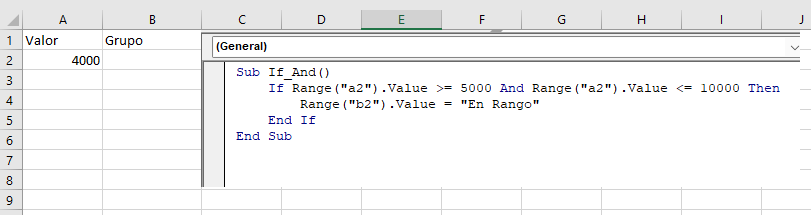 A B C D E F G H I J
1 Valor Grupo
2 4000
3
4
5
6
7
8
9
(General)
Sub If_And()
If Range("a2").Value >= 5000 And Range("a2").Value <= 10000 Then
Range("b2").Value = "En Rango"
End If
End Sub